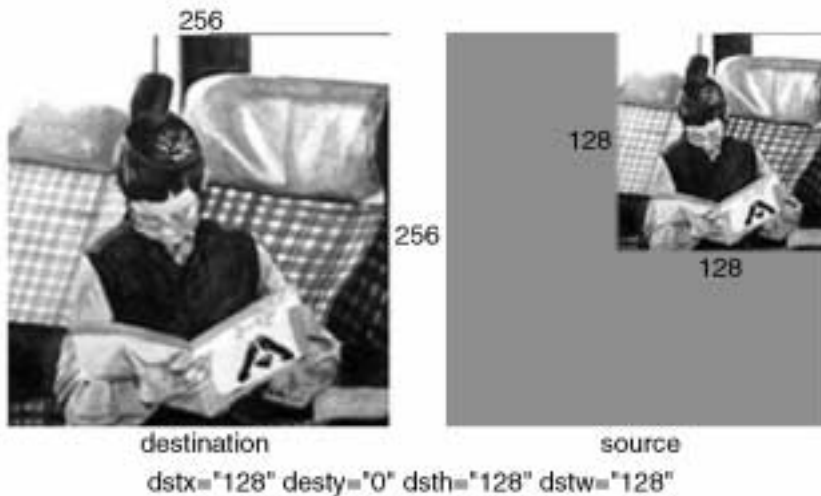 256
128
256
128
destination
source
dstx="128" desty="0" dsth="128" dstw="128"